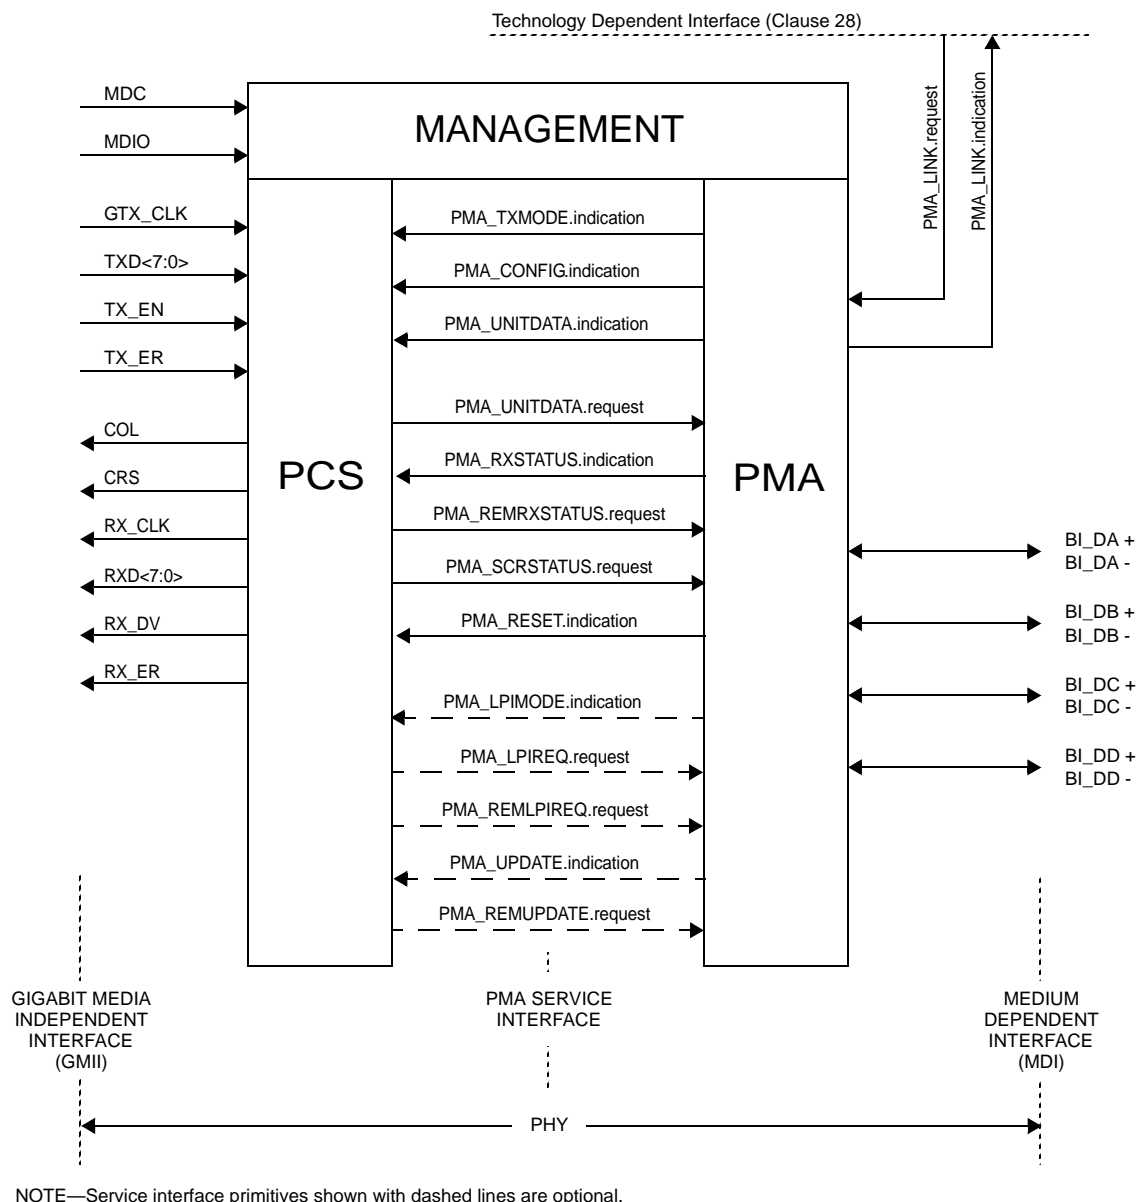 Technology Dependent Interface (Clause 28)
MDC
MDIO
MANAGEMENT
PMA_LINK.request
PMA_LINK.indication
GTX_CLK
TXD<7:0>
TX_EN
TX_ER
COL
CRS
RX_CLK
RXD<7:0>
RX_DV
RX_ER
PCS
PMA_TXMODE.indication
PMA_CONFIG.indication
PMA_UNITDATA.indication
PMA_UNITDATA.request
PMA_RXSTATUS.indication
PMA_REMRXSTATUS.request
PMA_SCRSTATUS.request
PMA_RESET.indication
PMA_LPIMODE.indication
PMA_LPIREQ.request
PMA_REMLPIREQ.request
PMA_UPDATE.indication
PMA_REMUPDATE.request
PMA
BI_DA +
BI_DA -
BI_DB +
BI_DB -
BI_DC +
BI_DC -
BI_DD +
BI_DD -
GIGABIT MEDIA
INDEPENDENT
INTERFACE
(GMII)
PMA SERVICE
INTERFACE
MEDIUM
DEPENDENT
INTERFACE
(MDI)
PHY
NOTE—Service interface primitives shown with dashed lines are optional.